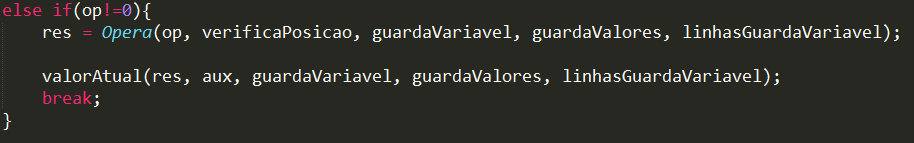 else if(op!=0){
    res = Opera(op, verificaPosicao, guardaVariavel, guardaValores, linhasGuardaVariavel);
    valorAtual(res, aux, guardaVariavel, guardaValores, linhasGuardaVariavel);
    break;
}